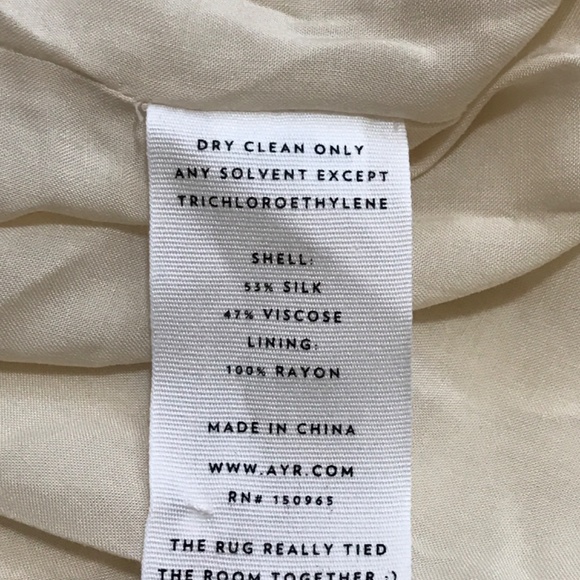 DRY CLEAN ONLY
ANY SOLVENT EXCEPT
TRICHLOROETHYLENE
SHELL:
53% SILK
47% VISCOSE
LINING:
100% RAYON
MADE IN CHINA
WWW.AYR.COM
RN# 150965
THE RUG REALLY TIED
THE ROOM TOGETHER :)